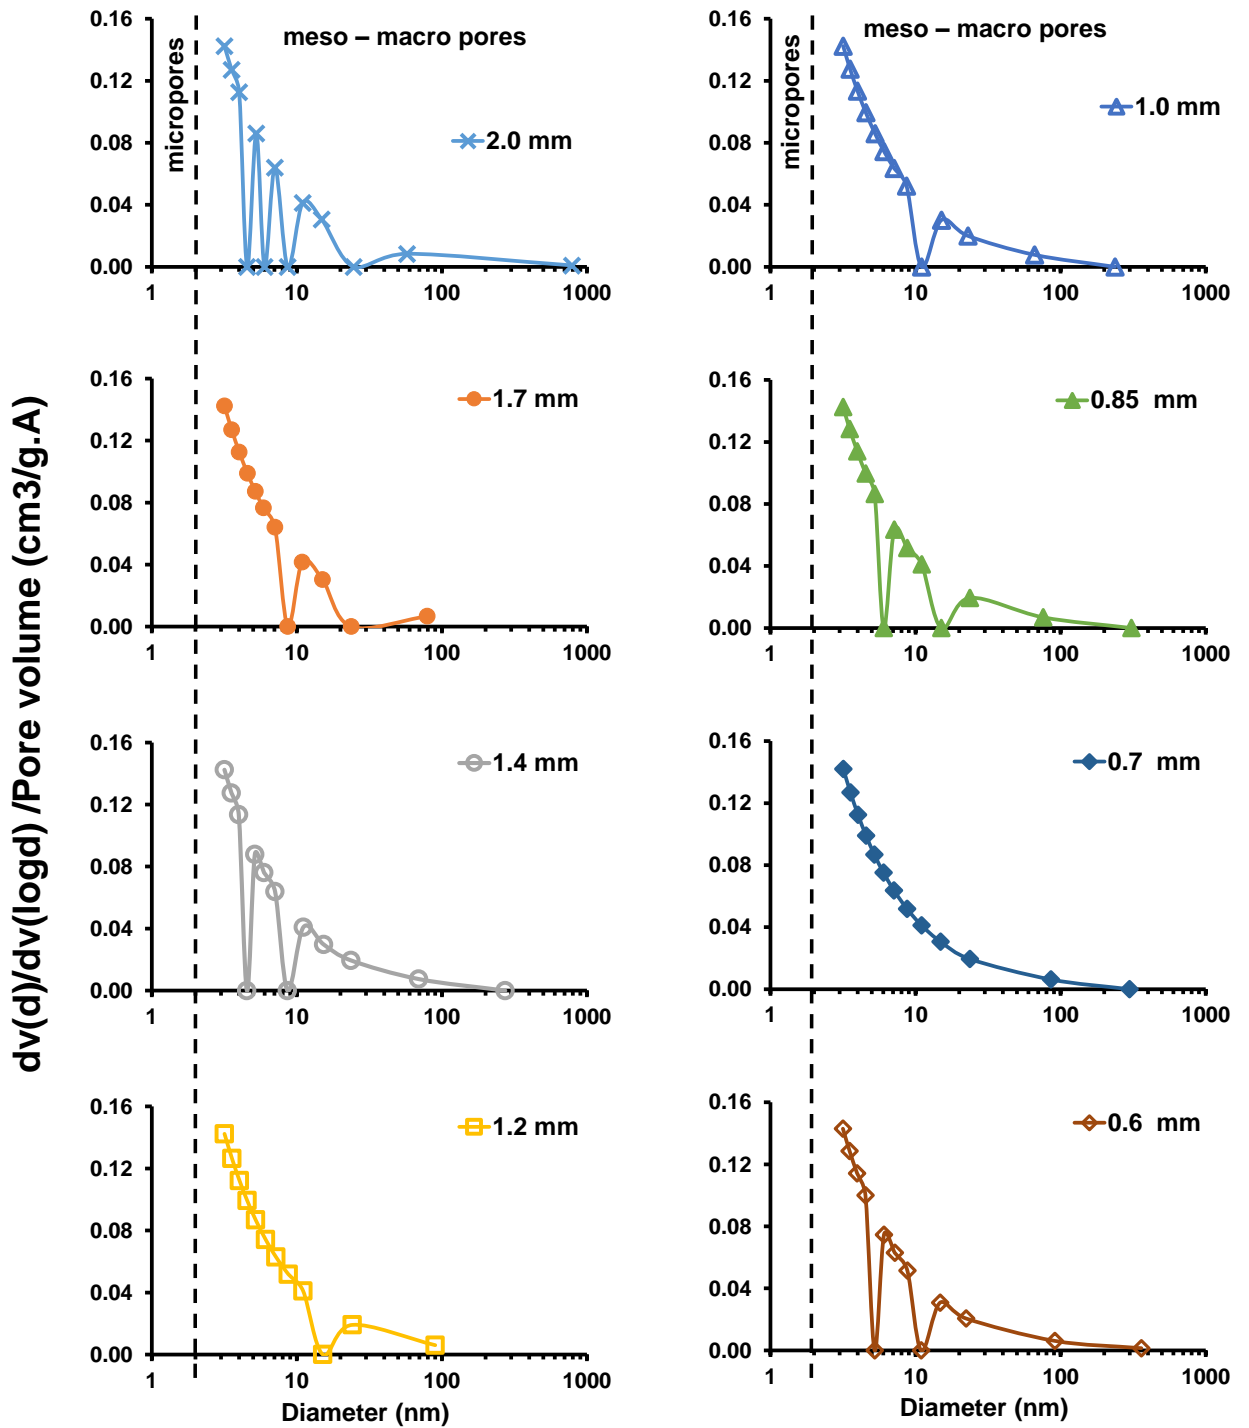 dv(d)/dv(logd) /Pore volume (cm3/g.A)
0.16
0.12
0.08
0.04
0.00
micropores
meso – macro pores
2.0 mm
1 10 100 1000
0.16
0.12
0.08
0.04
0.00
micropores
meso – macro pores
1.0 mm
1 10 100 1000
0.16
0.12
0.08
0.04
0.00
1.7 mm
1 10 100 1000
0.16
0.12
0.08
0.04
0.00
0.85 mm
1 10 100 1000
0.16
0.12
0.08
0.04
0.00
1.4 mm
1 10 100 1000
0.16
0.12
0.08
0.04
0.00
0.7 mm
1 10 100 1000
0.16
0.12
0.08
0.04
0.00
1.2 mm
1 10 100 1000
Diameter (nm)
0.16
0.12
0.08
0.04
0.00
0.6 mm
1 10 100 1000
Diameter (nm)